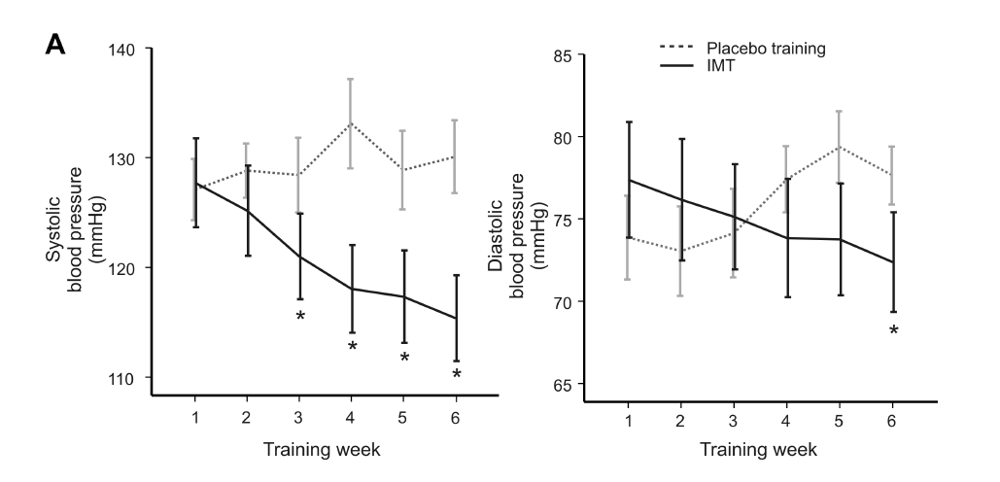 A
140
130
120
110
Systolic
blood pressure
(mmHg)
*
*
*
*
1 2 3 4 5 6
Training week
Placebo training
IMT
85
80
75
70
65
Diastolic
blood pressure
(mmHg)
*
1 2 3 4 5 6
Training week